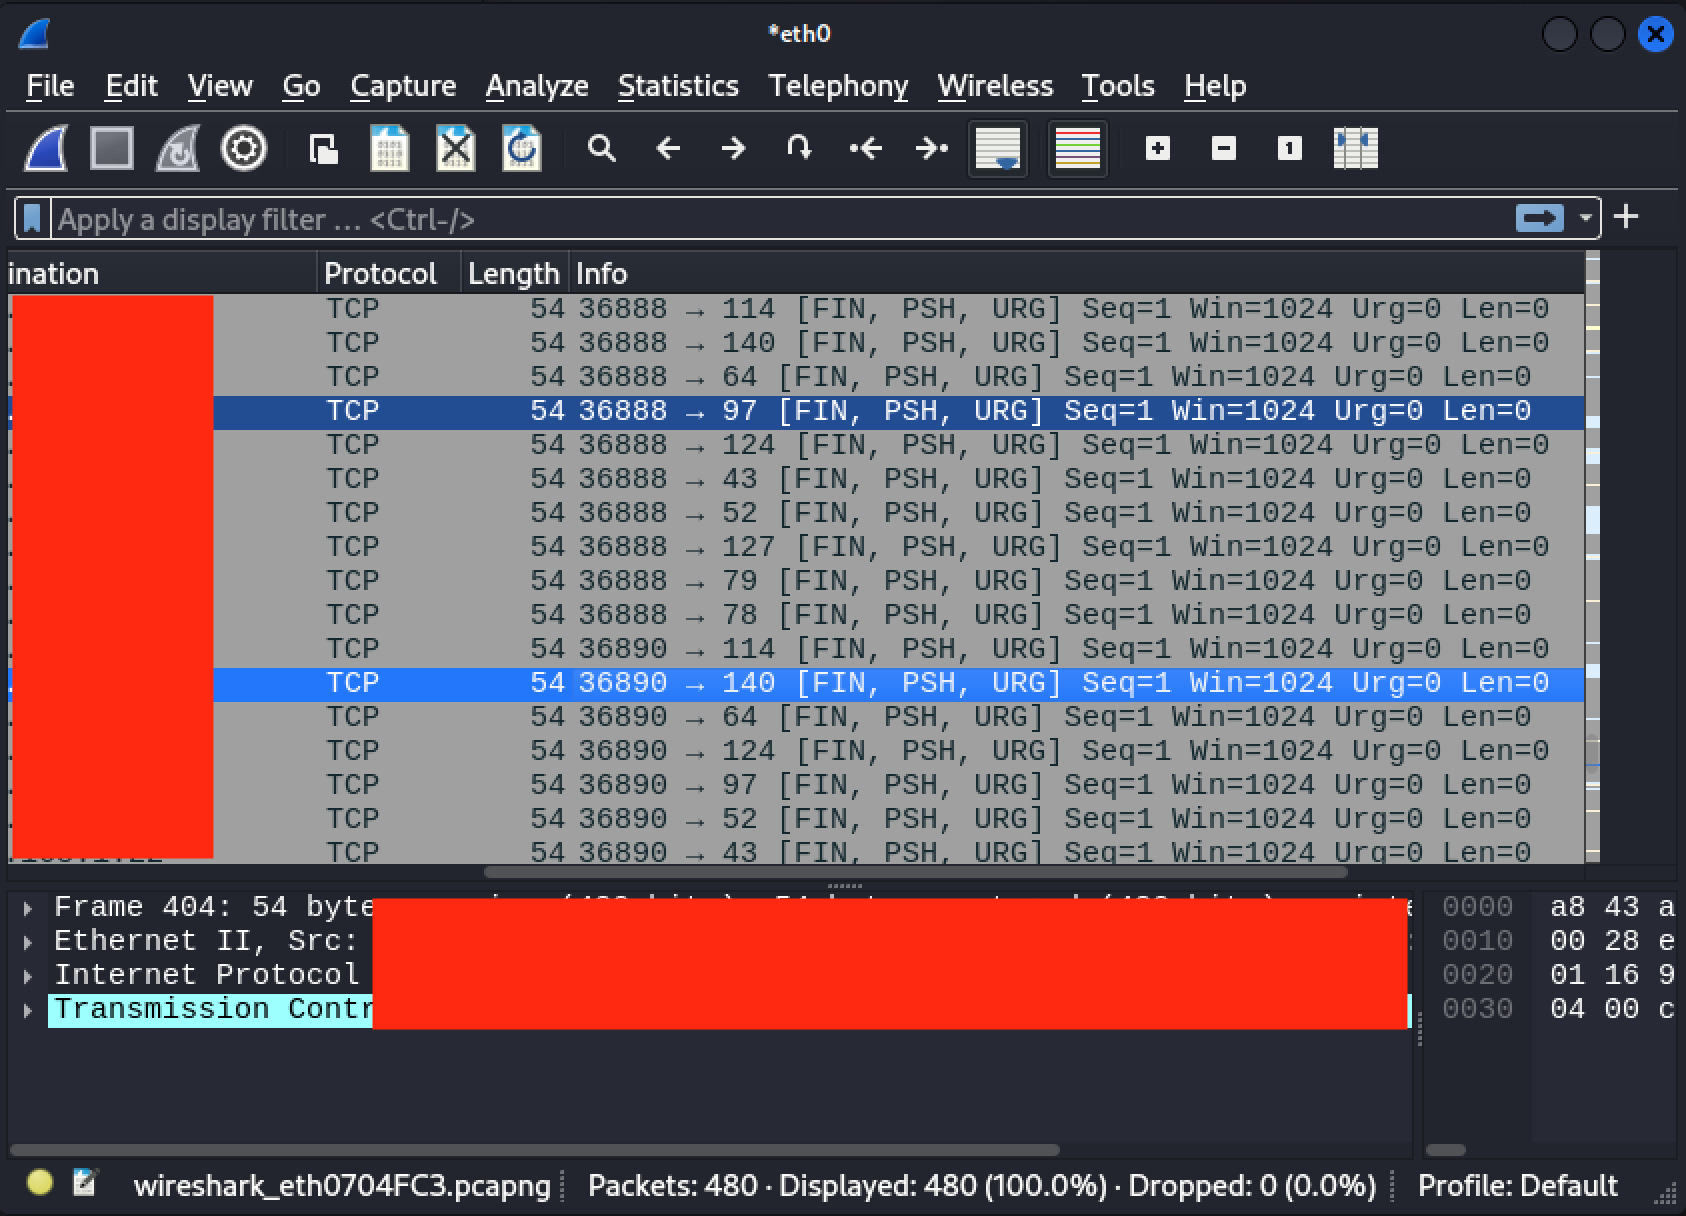 *eth0
File Edit View Go Capture Analyze Statistics Telephony Wireless Tools Help
Apply a display filter … <Ctrl-/>
ination Protocol Length Info
TCP 54 36888 → 114 [FIN, PSH, URG] Seq=1 Win=1024 Urg=0 Len=0
TCP 54 36888 → 140 [FIN, PSH, URG] Seq=1 Win=1024 Urg=0 Len=0
TCP 54 36888 → 64 [FIN, PSH, URG] Seq=1 Win=1024 Urg=0 Len=0
TCP 54 36888 → 97 [FIN, PSH, URG] Seq=1 Win=1024 Urg=0 Len=0
TCP 54 36888 → 124 [FIN, PSH, URG] Seq=1 Win=1024 Urg=0 Len=0
TCP 54 36888 → 43 [FIN, PSH, URG] Seq=1 Win=1024 Urg=0 Len=0
TCP 54 36888 → 52 [FIN, PSH, URG] Seq=1 Win=1024 Urg=0 Len=0
TCP 54 36888 → 127 [FIN, PSH, URG] Seq=1 Win=1024 Urg=0 Len=0
TCP 54 36888 → 79 [FIN, PSH, URG] Seq=1 Win=1024 Urg=0 Len=0
TCP 54 36888 → 78 [FIN, PSH, URG] Seq=1 Win=1024 Urg=0 Len=0
TCP 54 36890 → 114 [FIN, PSH, URG] Seq=1 Win=1024 Urg=0 Len=0
TCP 54 36890 → 140 [FIN, PSH, URG] Seq=1 Win=1024 Urg=0 Len=0
TCP 54 36890 → 64 [FIN, PSH, URG] Seq=1 Win=1024 Urg=0 Len=0
TCP 54 36890 → 124 [FIN, PSH, URG] Seq=1 Win=1024 Urg=0 Len=0
TCP 54 36890 → 97 [FIN, PSH, URG] Seq=1 Win=1024 Urg=0 Len=0
TCP 54 36890 → 52 [FIN, PSH, URG] Seq=1 Win=1024 Urg=0 Len=0
TCP 54 36890 → 43 [FIN, PSH, URG] Seq=1 Win=1024 Urg=0 Len=0
Frame 404: 54 byte
Ethernet II, Src:
Internet Protocol
Transmission Contr
0000 a8 43 a
0010 00 28 e
0020 01 16 9
0030 04 00 c
wireshark_eth0704FC3.pcapng Packets: 480 · Displayed: 480 (100.0%) · Dropped: 0 (0.0%) Profile: Default